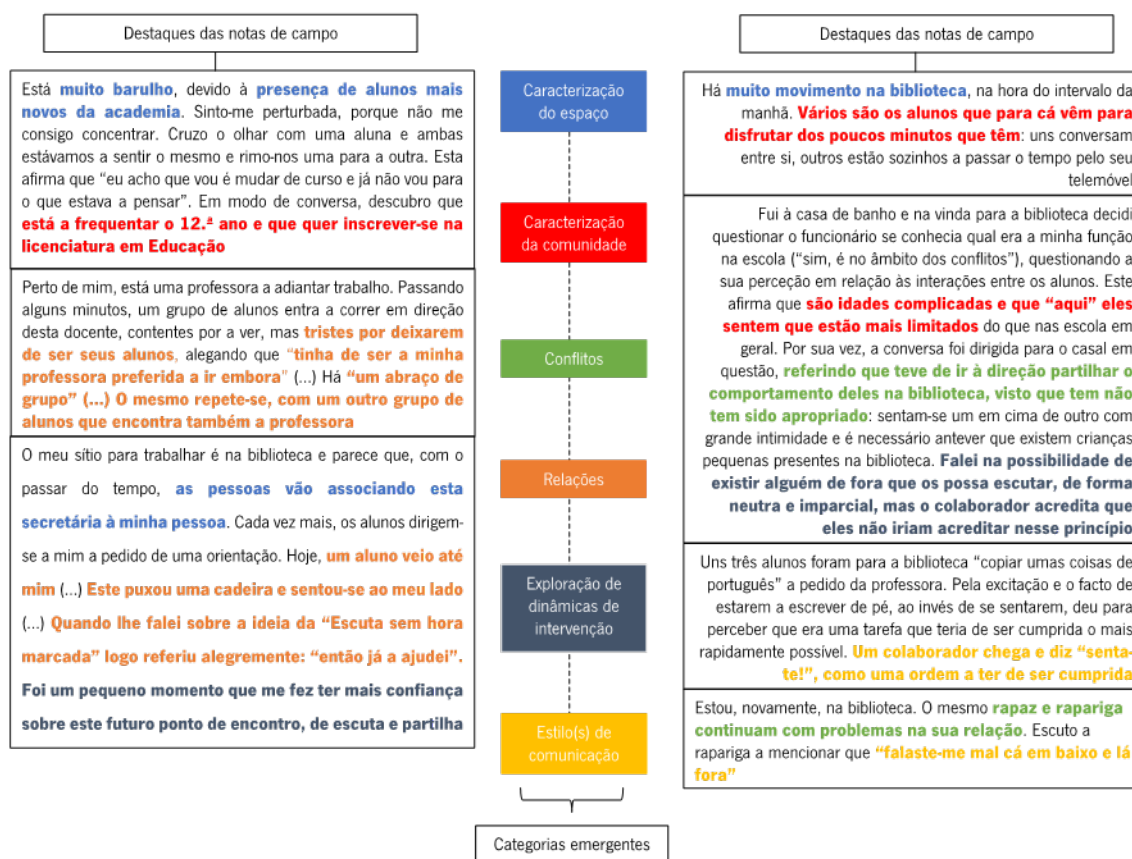 Destaques das notas de campo
Está muito barulho, devido à presença de alunos mais
novos da academia. Sinto-me perturbada, porque não me
consigo concentrar. Cruzo o olhar com uma aluna e ambas
estávamos a sentir o mesmo e rimo-nos uma para a outra. Esta
afirma que “eu acho que vou é mudar de curso e já não vou para
o que estava a pensar”. Em modo de conversa, descubro que
está a frequentar o 12.ª ano e que quer inscrever-se na
licenciatura em Educação
Perto de mim, está uma professora a adiantar trabalho. Passando
alguns minutos, um grupo de alunos entra a correr em direção
desta docente, contentes por a ver, mas tristes por deixarem
de ser seus alunos, alegando que “tinha de ser a minha
professora preferida a ir embora” (...) Há “um abraço de
grupo” (...) O mesmo repete-se, com um outro grupo de
alunos que encontra também a professora
O meu sítio para trabalhar é na biblioteca e parece que, com o
passar do tempo, as pessoas vão associando esta
secretária à minha pessoa. Cada vez mais, os alunos dirigem-
se a mim a pedido de uma orientação. Hoje, um aluno veio até
mim (...) Este puxou uma cadeira e sentou-se ao meu lado
(...) Quando lhe falei sobre a ideia da “Escuta sem hora
marcada” logo referiu alegremente: “então já a ajudei”.
Foi um pequeno momento que me fez ter mais confiança
sobre este futuro ponto de encontro, de escuta e partilha
Caracterização
do espaço
Caracterização
da comunidade
Conflitos
Relações
Exploração de
dinâmicas de
intervenção
Estilo(s) de
comunicação
Categorias emergentes
Destaques das notas de campo
Há muito movimento na biblioteca, na hora do intervalo da
manhã. Vários são os alunos que para cá vêm para
disfrutar dos poucos minutos que têm: uns conversam
entre si, outros estão sozinhos a passar o tempo pelo seu
telemóvel
Fui à casa de banho e na vinda para a biblioteca decidi
questionar o funcionário se conhecia qual era a minha função
na escola (“sim, é no âmbito dos conflitos”), questionando a
sua perceção em relação às interações entre os alunos. Este
afirma que são idades complicadas e que “aqui” eles
sentem que estão mais limitados do que nas escola em
geral. Por sua vez, a conversa foi dirigida para o casal em
questão, referindo que teve de ir à direção partilhar o
comportamento deles na biblioteca, visto que tem não
tem sido apropriado: sentam-se um em cima de outro com
grande intimidade e é necessário antever que existem crianças
pequenas presentes na biblioteca. Falei na possibilidade de
existir alguém de fora que os possa escutar, de forma
neutra e imparcial, mas o colaborador acredita que
eles não iriam acreditar nesse princípio
Uns três alunos foram para a biblioteca “copiar umas coisas de
português” a pedido da professora. Pela excitação e o facto de
estarem a escrever de pé, ao invés de se sentarem, deu para
perceber que era uma tarefa que teria de ser cumprida o mais
rapidamente possível. Um colaborador chega e diz “senta-
te!”, como uma ordem a ter de ser cumprida
Estou, novamente, na biblioteca. O mesmo rapaz e rapariga
continuam com problemas na sua relação. Escuto a
rapariga a mencionar que “falaste-me mal cá em baixo e lá
fora”